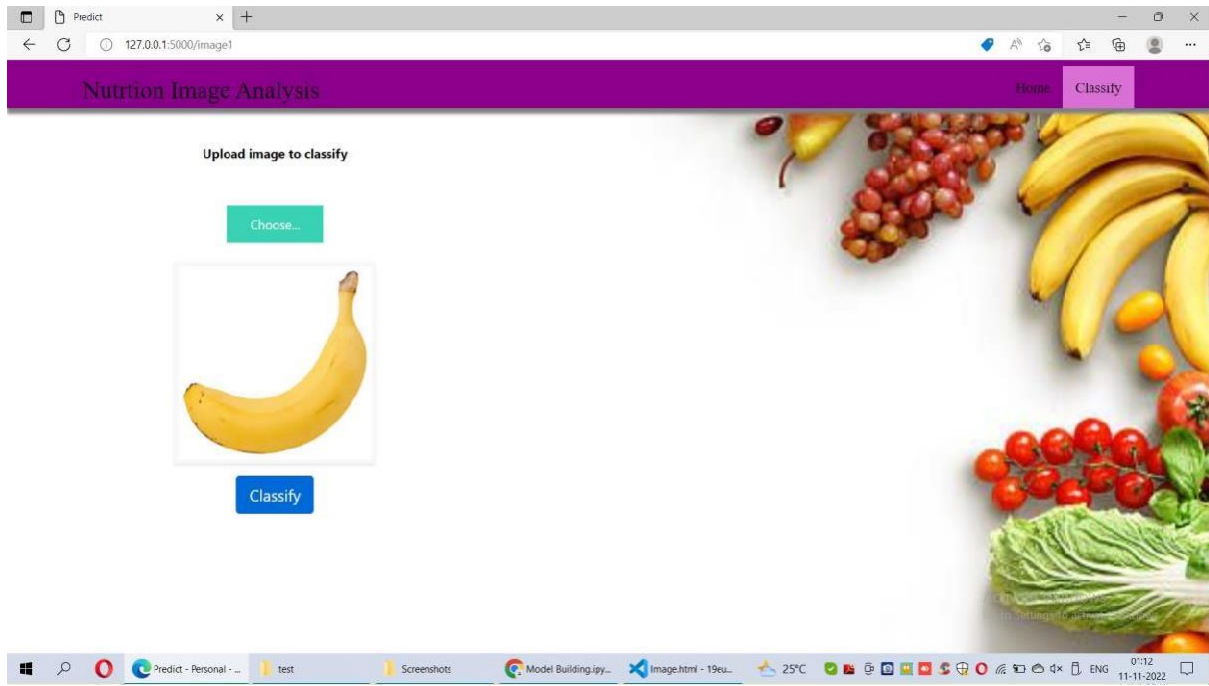 Predict
127.0.0.1:5000/image1
Nutrtion Image Analysis
Home
Classify
Upload image to classify
Choose...
Classify
Predict - Personal - ...
test
Screenshots
Model Building.ipy...
Image.html - 19eu...
25°C
ENG
01:12
11-11-2022